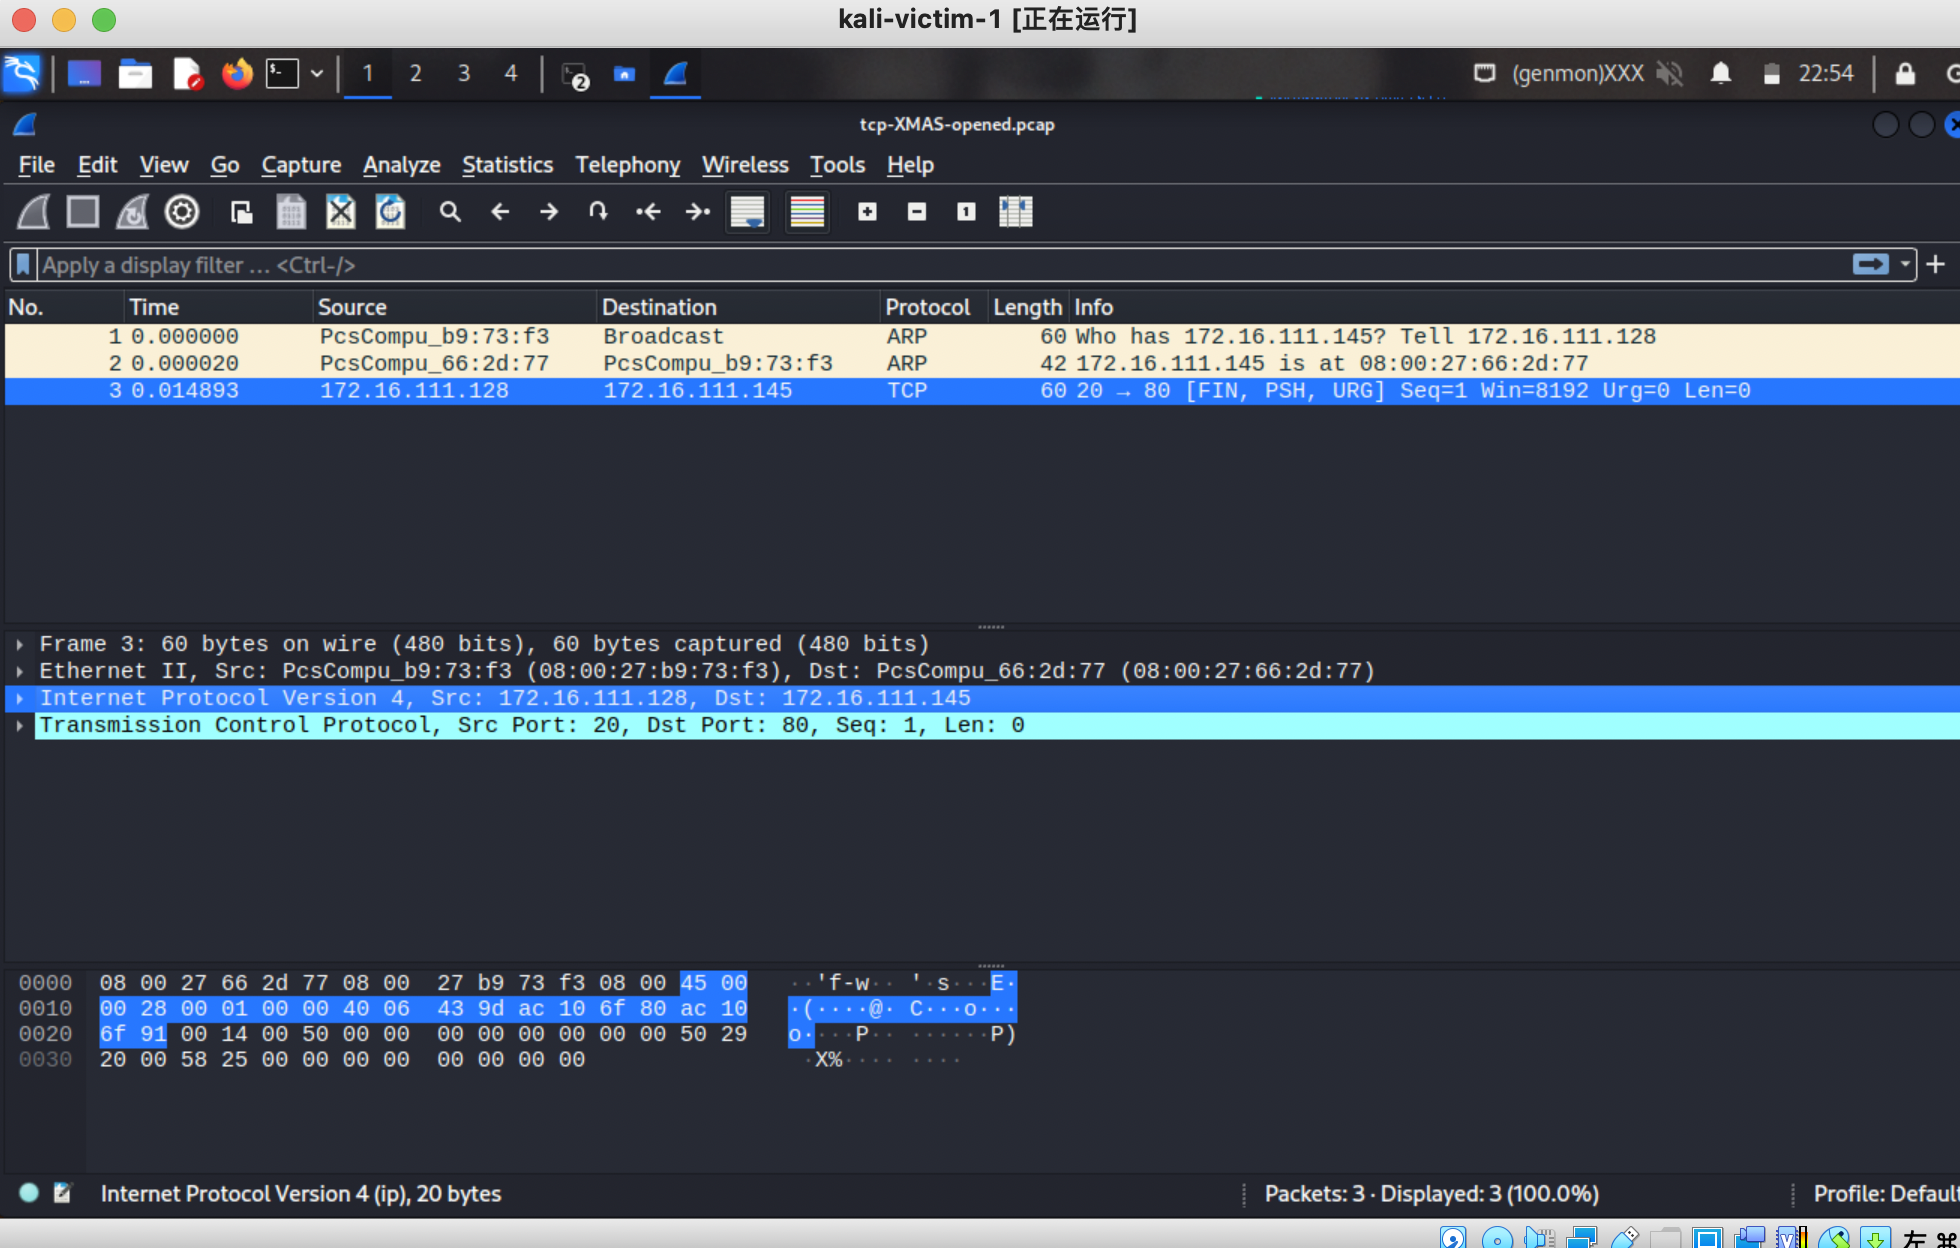 kali-victim-1 [正在运行]
1 2 3 4 2 (genmon)XXX 22:54
tcp-XMAS-opened.pcap
File Edit View Go Capture Analyze Statistics Telephony Wireless Tools Help
Apply a display filter … <Ctrl-/>
No. Time Source Destination Protocol Length Info
1 0.000000 PcsCompu_b9:73:f3 Broadcast ARP 60 Who has 172.16.111.145? Tell 172.16.111.128
2 0.000020 PcsCompu_66:2d:77 PcsCompu_b9:73:f3 ARP 42 172.16.111.145 is at 08:00:27:66:2d:77
3 0.014893 172.16.111.128 172.16.111.145 TCP 60 20 → 80 [FIN, PSH, URG] Seq=1 Win=8192 Urg=0 Len=0
Frame 3: 60 bytes on wire (480 bits), 60 bytes captured (480 bits)
Ethernet II, Src: PcsCompu_b9:73:f3 (08:00:27:b9:73:f3), Dst: PcsCompu_66:2d:77 (08:00:27:66:2d:77)
Internet Protocol Version 4, Src: 172.16.111.128, Dst: 172.16.111.145
Transmission Control Protocol, Src Port: 20, Dst Port: 80, Seq: 1, Len: 0
0000 08 00 27 66 2d 77 08 00 27 b9 73 f3 08 00 45 00 ··'f-w·· '·s···E·
0010 00 28 00 01 00 00 40 06 43 9d ac 10 6f 80 ac 10 ·(····@· C···o···
0020 6f 91 00 14 00 50 00 00 00 00 00 00 00 00 50 29 o····P·· ······P)
0030 20 00 58 25 00 00 00 00 00 00 00 00 ·X%···· ····
Internet Protocol Version 4 (ip), 20 bytes Packets: 3 · Displayed: 3 (100.0%) Profile: Default
左 ⌘